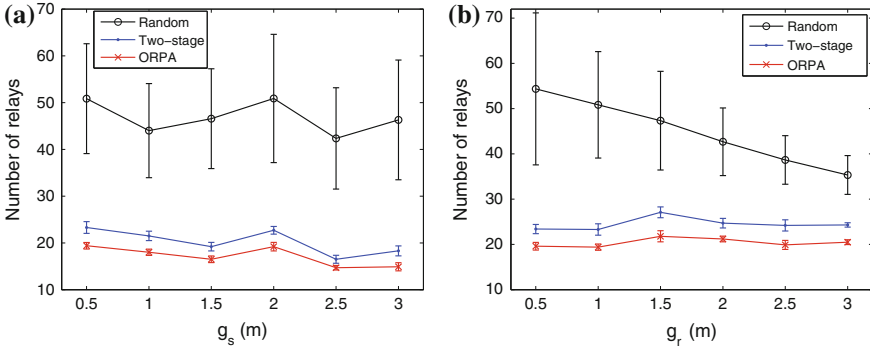 (a)
70
60
50
40
30
20
10
Number of relays
Random
Two−stage
ORPA
0.5 1 1.5 2 2.5 3
g_s (m)
(b)
70
60
50
40
30
20
10
Number of relays
Random
Two−stage
ORPA
0.5 1 1.5 2 2.5 3
g_r (m)